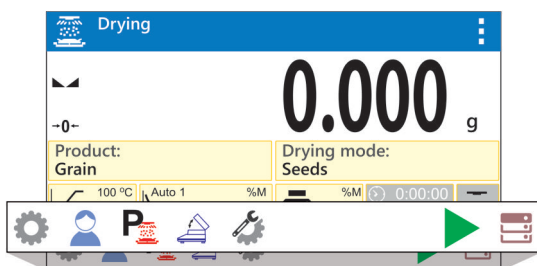 Drying
→0←
0.000 g
Product:
Grain
Drying mode:
Seeds
100 ºC
Auto 1
%M
%M
0:00:00
P